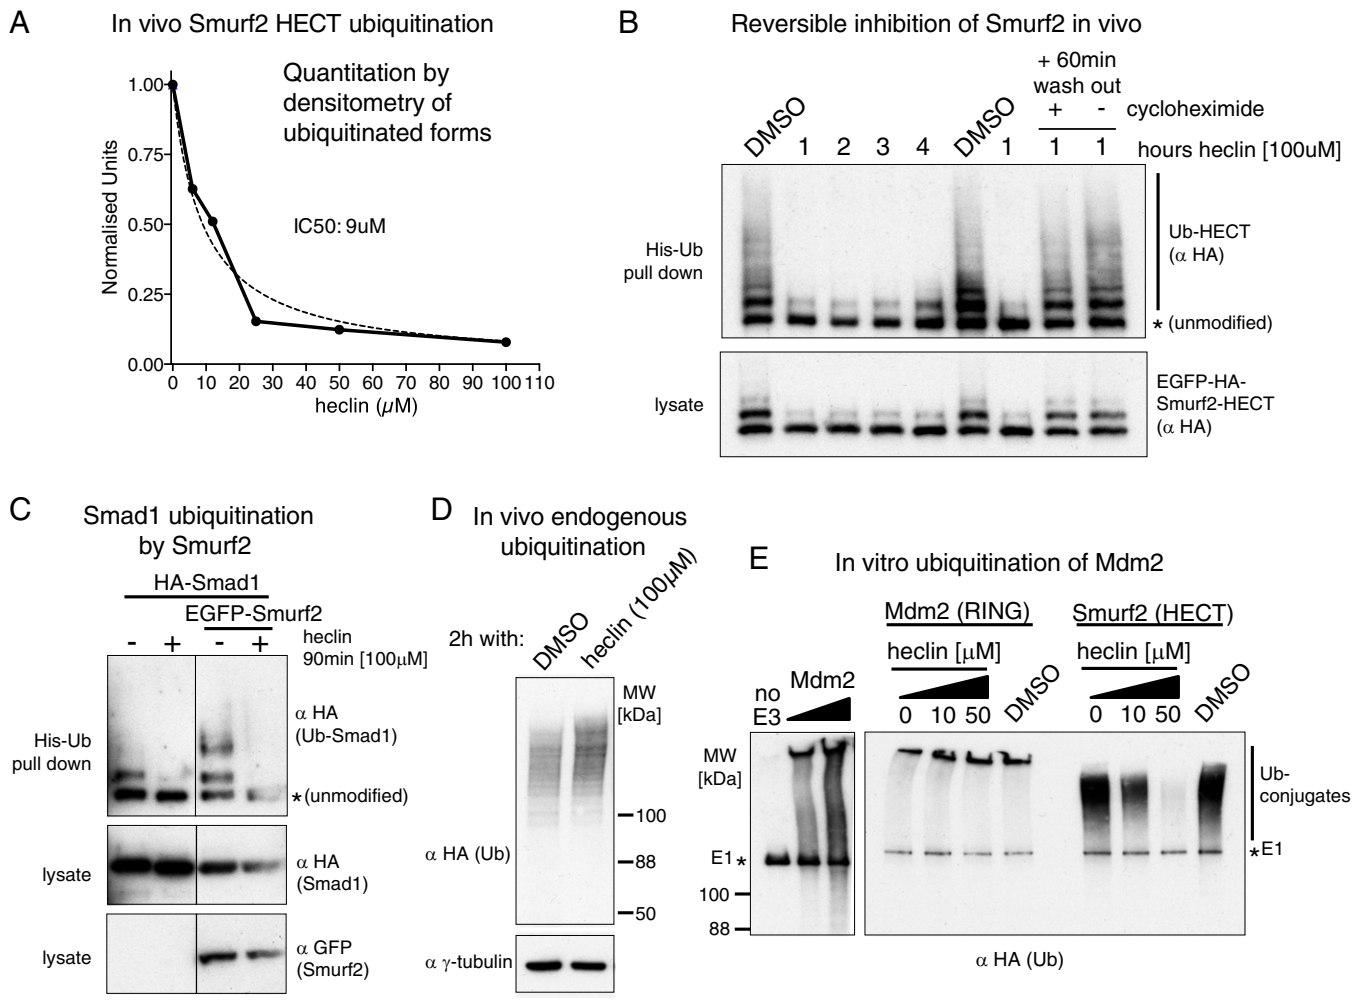 A
In vivo Smurf2 HECT ubiquitination
Quantitation by
densitometry of
ubiquitinated forms
IC50: 9uM
Normalised Units
1.00
0.75
0.50
0.25
0.00
0 10 20 30 40 50 60 70 80 90 100 110
heclin (µM)
B
Reversible inhibition of Smurf2 in vivo
+ 60min
wash out
+ - cycloheximide
DMSO 1 2 3 4 DMSO 1 1 1 hours heclin [100uM]
His-Ub
pull down
Ub-HECT
(α HA)
* (unmodified)
lysate
EGFP-HA-
Smurf2-HECT
(α HA)
C
Smad1 ubiquitination
by Smurf2
HA-Smad1
EGFP-Smurf2
- + - + heclin
90min [100µM]
His-Ub
pull down
α HA
(Ub-Smad1)
* (unmodified)
lysate
α HA
(Smad1)
lysate
α GFP
(Smurf2)
D
In vivo endogenous
ubiquitination
2h with: DMSO heclin (100µM)
MW
[kDa]
100
88
50
α HA (Ub)
α γ-tubulin
E
In vitro ubiquitination of Mdm2
Mdm2 (RING) Smurf2 (HECT)
heclin [µM] heclin [µM]
no
E3
Mdm2
0 10 50 DMSO 0 10 50 DMSO
MW
[kDa]
E1 *
100
88
Ub-
conjugates
* E1
α HA (Ub)